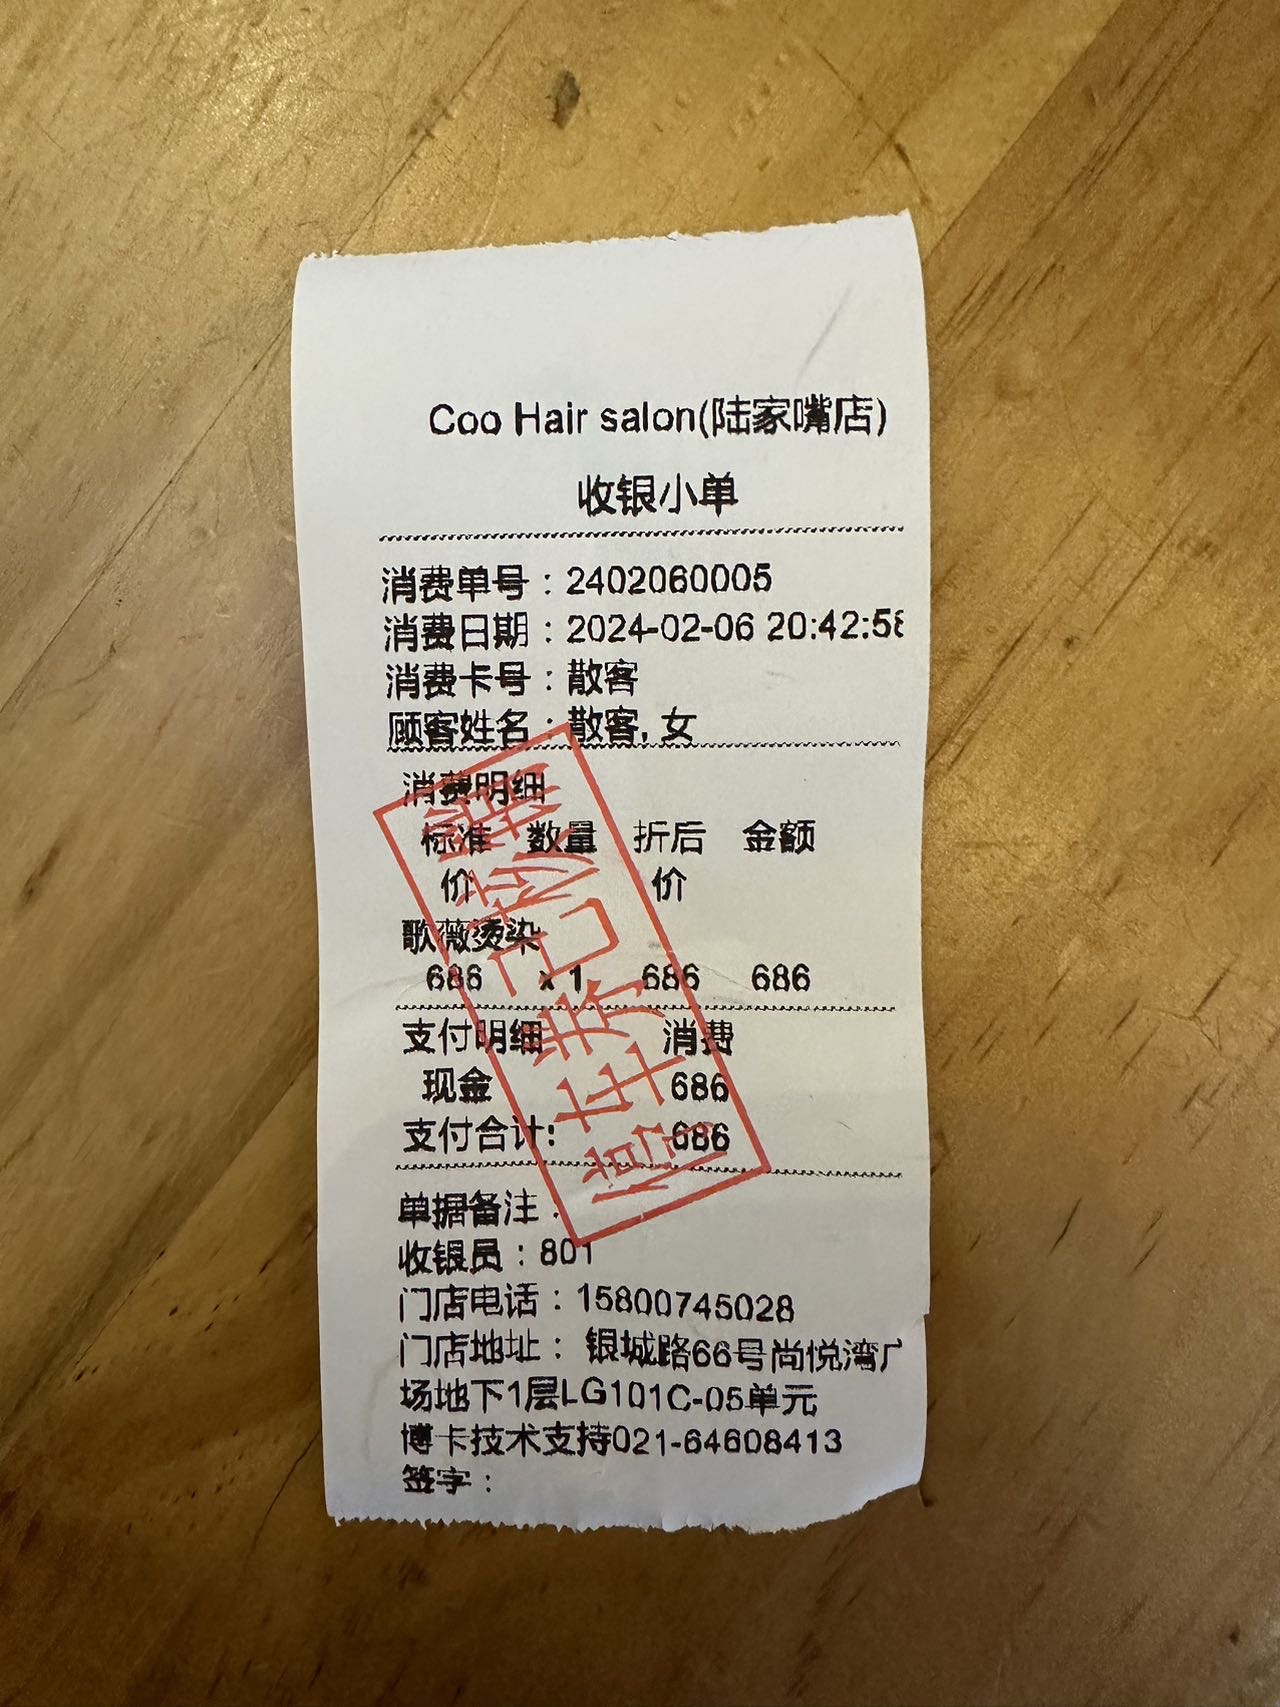 Coo Hair salon(陆家嘴店)
收银小单
消费单号：2402060005
消费日期：2024-02-06 20:42:58
消费卡号：散客
顾客姓名：散客, 女
消费明细
标准 数量 折后 金额
价 价
歌薇烫染
686 x 1 686 686
支付明细 消费
现金 686
支付合计: 686
单据备注：
收银员：801
门店电话：15800745028
门店地址： 银城路66号尚悦湾广
场地下1层LG101C-05单元
博卡技术支持021-64608413
签字：